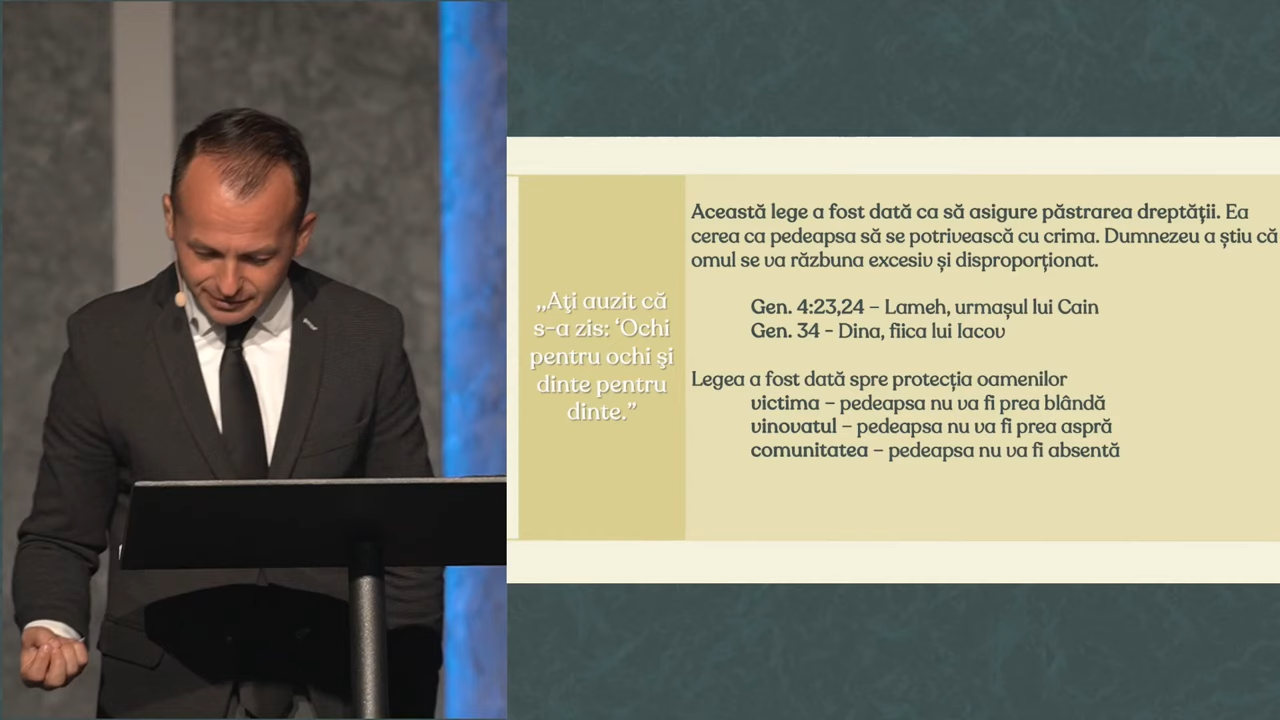 „Aţi auzit că
s-a zis: ‘Ochi
pentru ochi şi
dinte pentru
dinte.”
Această lege a fost dată ca să asigure păstrarea dreptății. Ea
cerea ca pedeapsa să se potrivească cu crima. Dumnezeu a știut că
omul se va răzbuna excesiv și disproporționat.
Gen. 4:23,24 – Lameh, urmașul lui Cain
Gen. 34 - Dina, fiica lui Iacov
Legea a fost dată spre protecția oamenilor
victima – pedeapsa nu va fi prea blândă
vinovatul – pedeapsa nu va fi prea aspră
comunitatea – pedeapsa nu va fi absentă